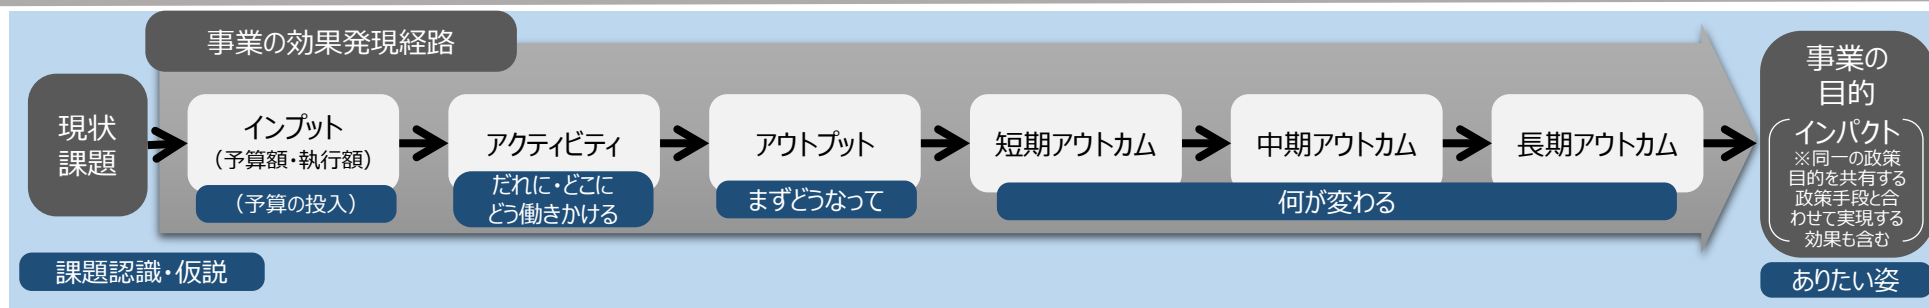 事業の効果発現経路
現状
課題
インプット
（予算額・執行額）
（予算の投入）
アクティビティ
だれに・どこに
どう働きかける
アウトプット
まずどうなって
短期アウトカム
中期アウトカム
長期アウトカム
何が変わる
事業の
目的
インパクト
※同一の政策
目的を共有する
政策手段と合
わせて実現する
効果も含む
課題認識・仮説
ありたい姿